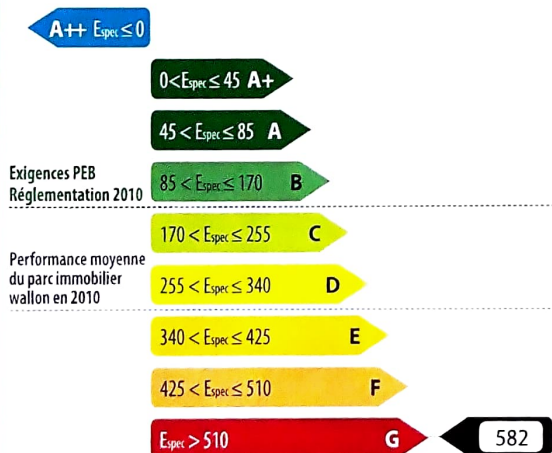 A++ Espec ≤ 0
0 < Espec ≤ 45 A+
45 < Espec ≤ 85 A
Exigences PEB
Réglementation 2010
85 < Espec ≤ 170 B
170 < Espec ≤ 255 C
Performance moyenne
du parc immobilier
wallon en 2010
255 < Espec ≤ 340 D
340 < Espec ≤ 425 E
425 < Espec ≤ 510 F
Espec > 510 G
582